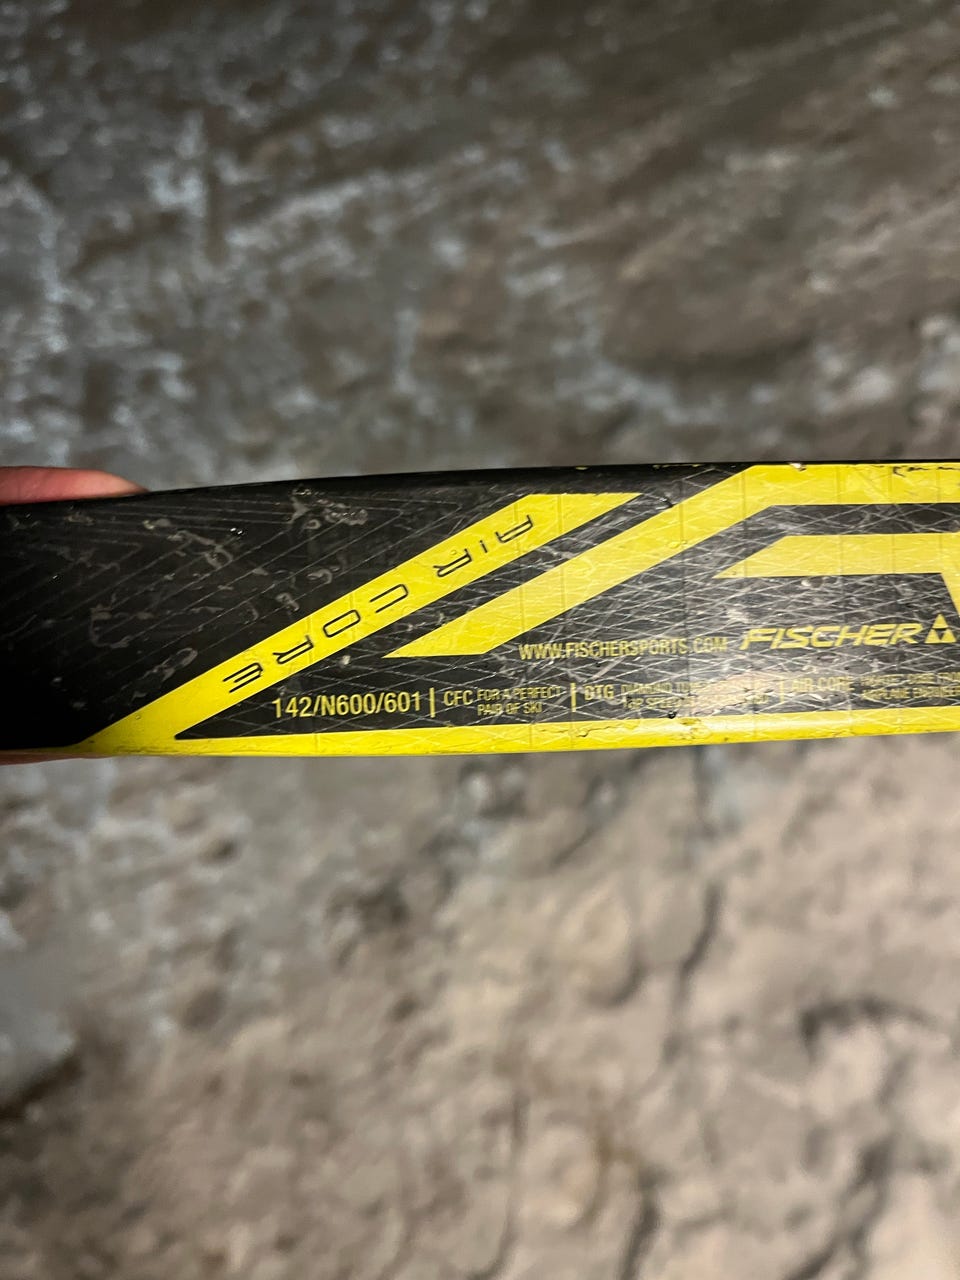 AIR CORE
WWW.FISCHERSPORTS.COM FISCHER
142/N600/601 | CFC FOR A PERFECT PAIR OF SKI | DTG
AIR CORE